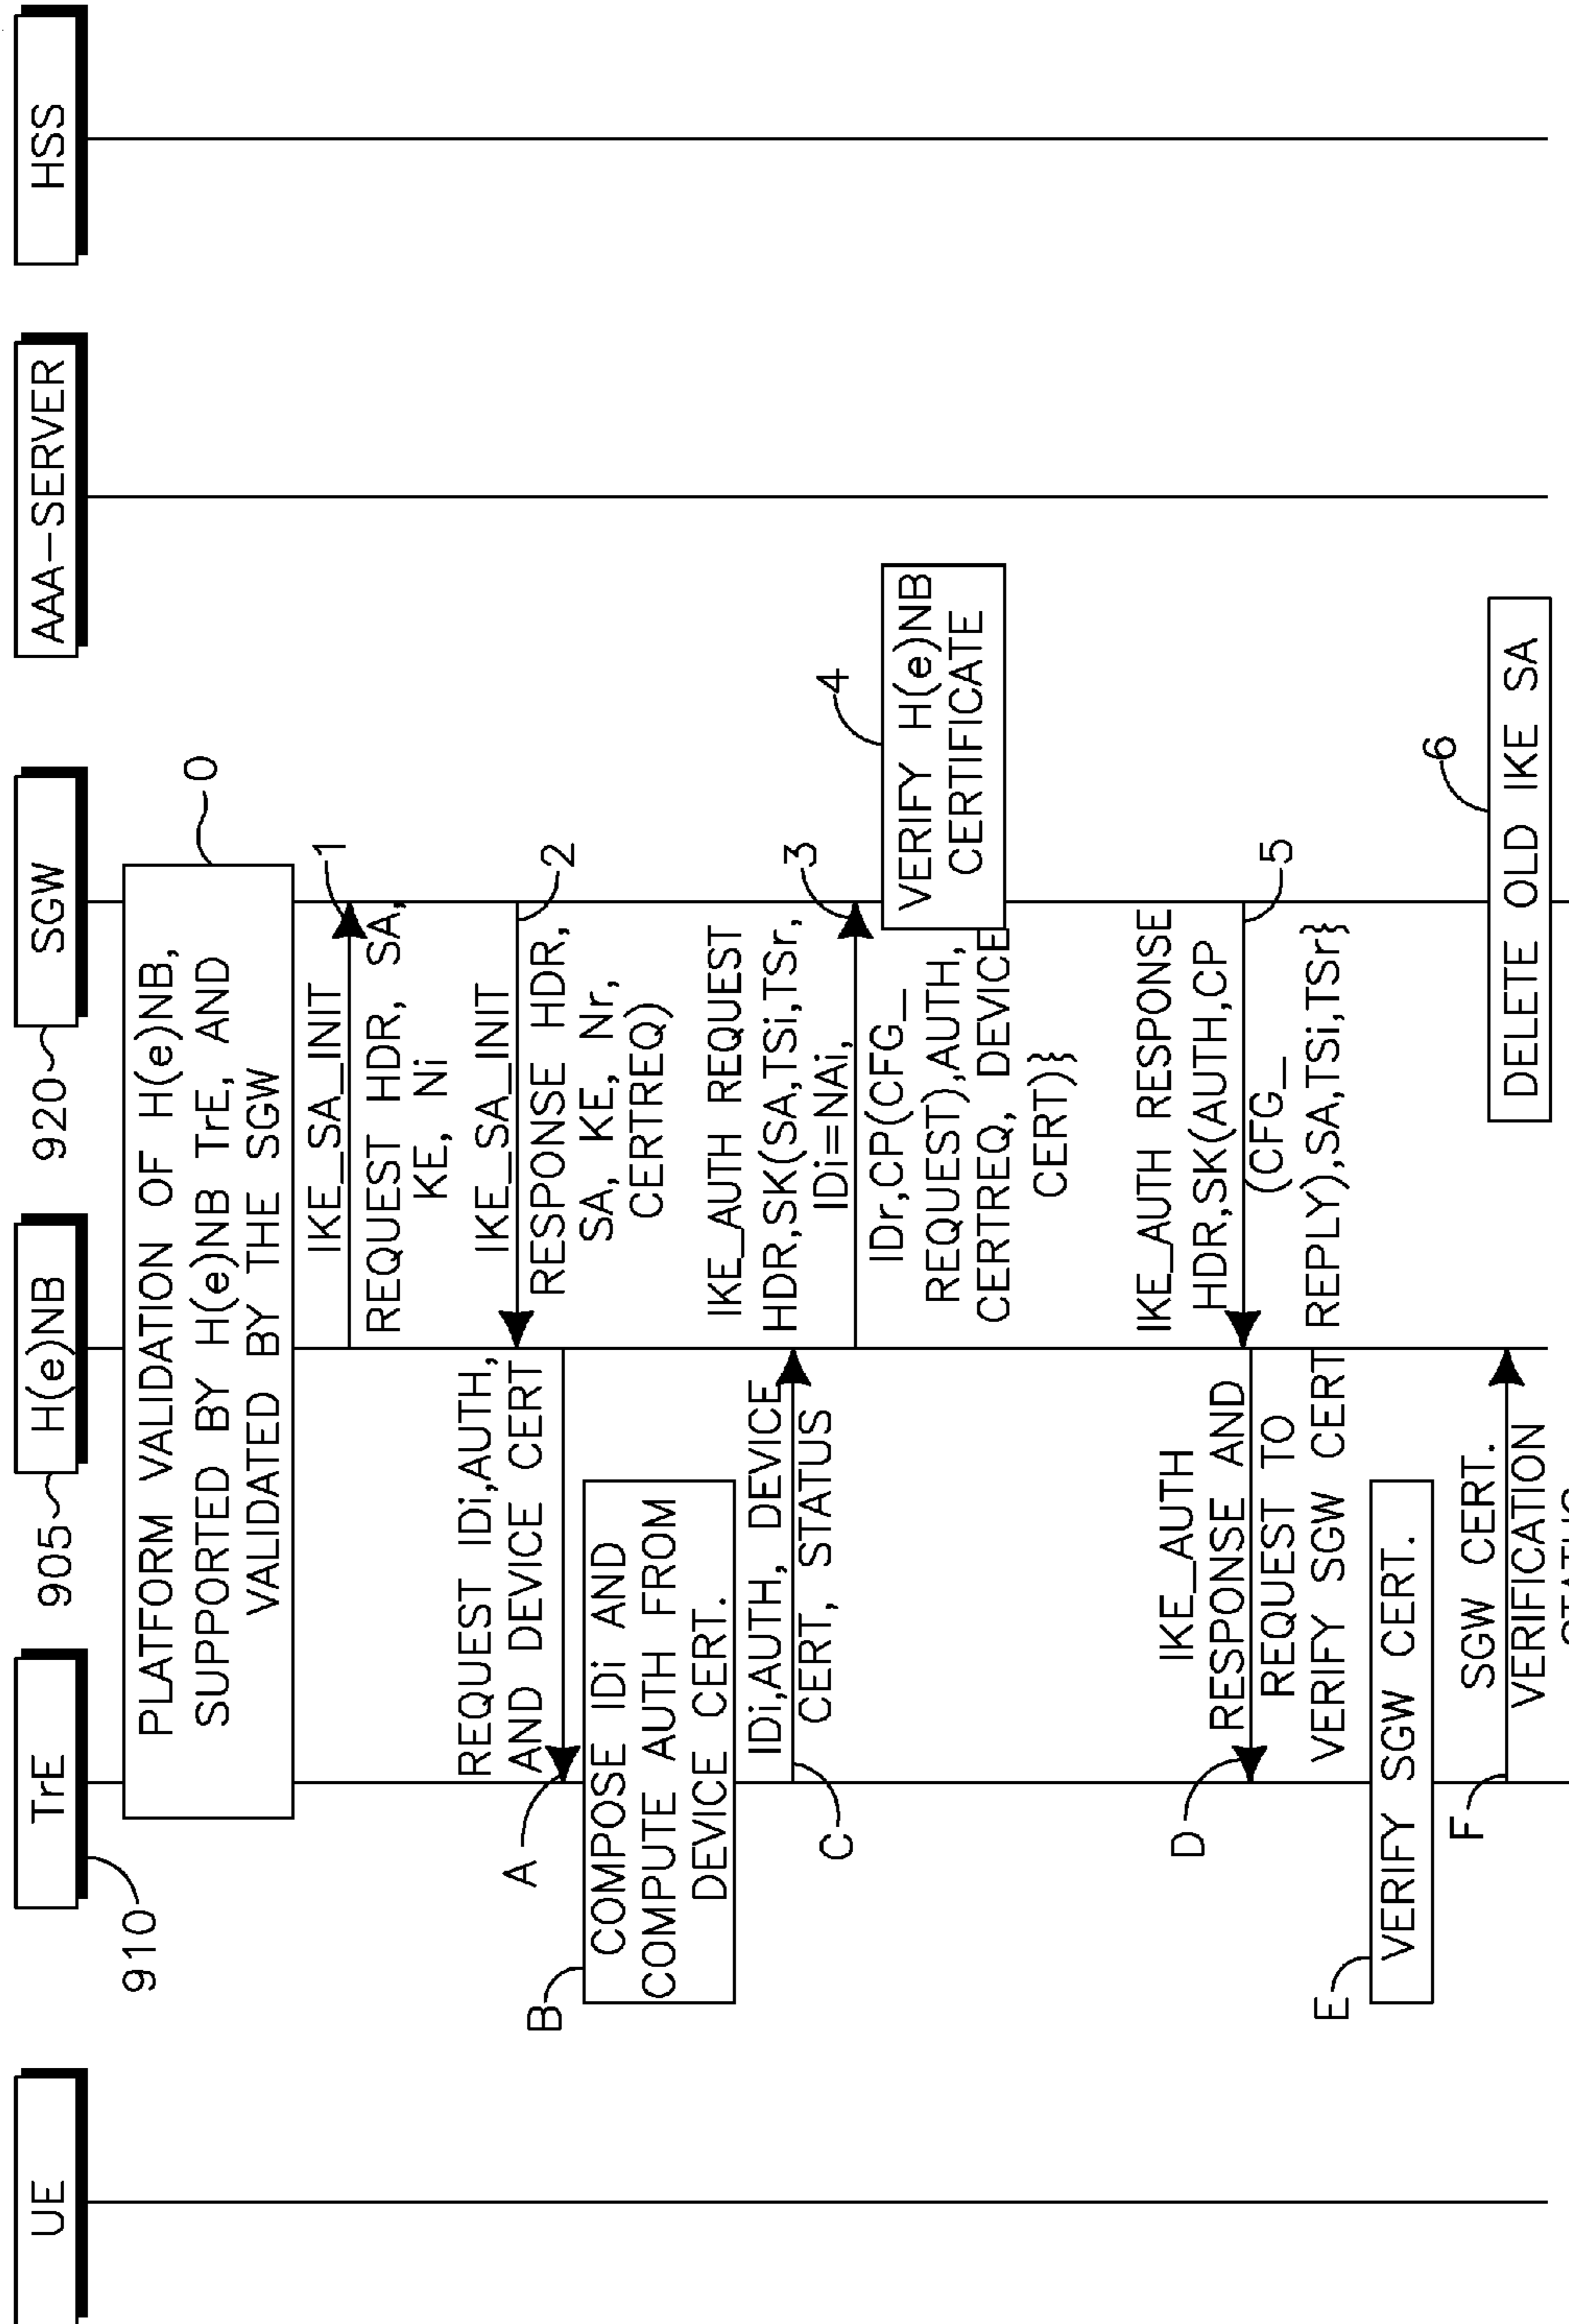 UE
TrE
910
H(e)NB
905
SGW
920
AAA-SERVER
HSS
PLATFORM VALIDATION OF H(e)NB,
SUPPORTED BY H(e)NB TrE, AND
VALIDATED BY THE SGW
0
IKE_SA_INIT
REQUEST HDR, SA,
KE, Ni
1
IKE_SA_INIT
RESPONSE HDR,
SA, KE, Nr,
CERTREQ)
2
REQUEST IDi,AUTH,
AND DEVICE CERT
A
COMPOSE IDi AND
COMPUTE AUTH FROM
DEVICE CERT.
B
IDi,AUTH, DEVICE
CERT, STATUS
C
IKE_AUTH REQUEST
HDR,SK(SA,TSi,TSr,
IDi=NAi,
IDr,CP(CFG_
REQUEST),AUTH,
CERTREQ, DEVICE
CERT)}
3
VERIFY H(e)NB
CERTIFICATE
4
IKE_AUTH RESPONSE
HDR,SK(AUTH,CP
(CFG_
REPLY),SA,TSi,TSr}
5
IKE_AUTH
RESPONSE AND
REQUEST TO
VERIFY SGW CERT
D
VERIFY SGW CERT.
E
SGW CERT.
VERIFICATION
F
DELETE OLD IKE SA
6